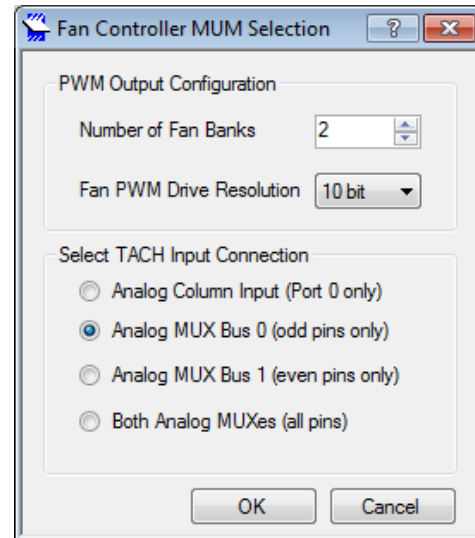 Fan Controller MUM Selection
PWM Output Configuration
Number of Fan Banks 2
Fan PWM Drive Resolution 10 bit
Select TACH Input Connection
Analog Column Input (Port 0 only)
Analog MUX Bus 0 (odd pins only)
Analog MUX Bus 1 (even pins only)
Both Analog MUXes (all pins)
OK Cancel